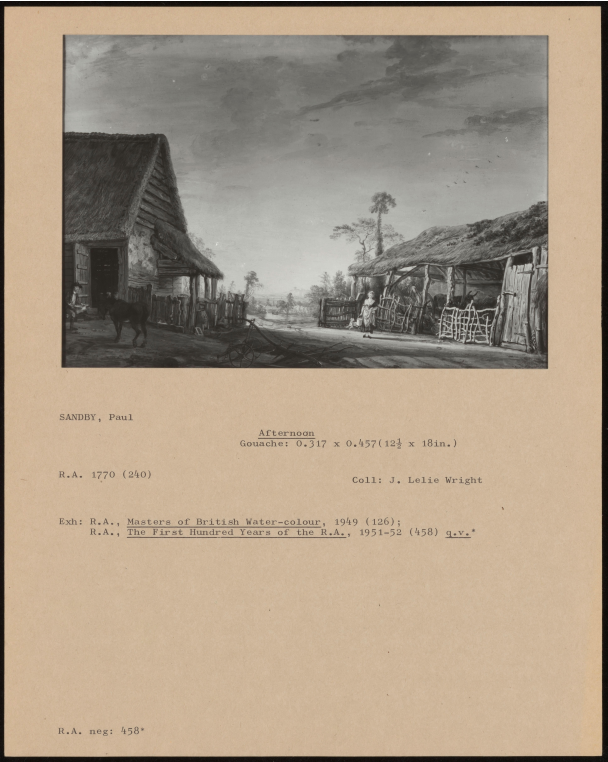 SANDBY, Paul
Afternoon
Gouache: 0.317 x 0.457(12½ x 18in.)
R.A. 1770 (240)
Coll: J. Lelie Wright
Exh: R.A., Masters of British Water-colour, 1949 (126);
R.A., The First Hundred Years of the R.A., 1951-52 (458) q.v.*
R.A. neg: 458*